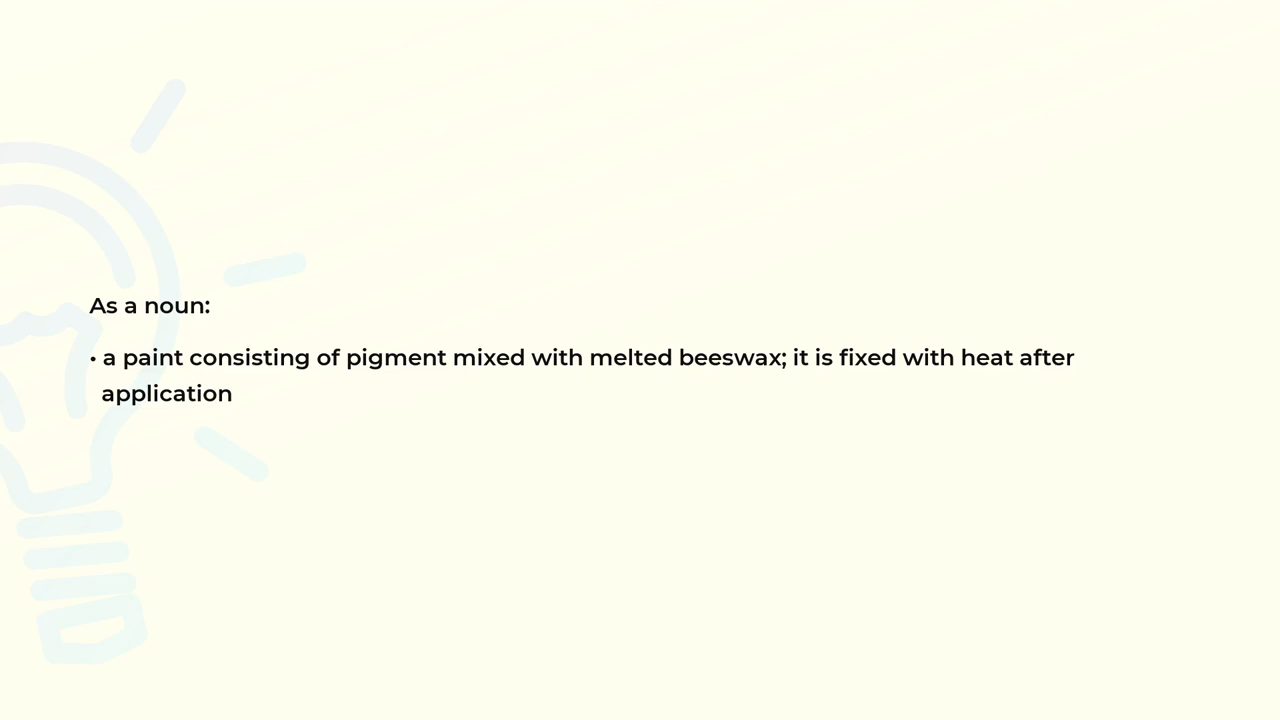 As a noun:
• a paint consisting of pigment mixed with melted beeswax; it is fixed with heat after
application